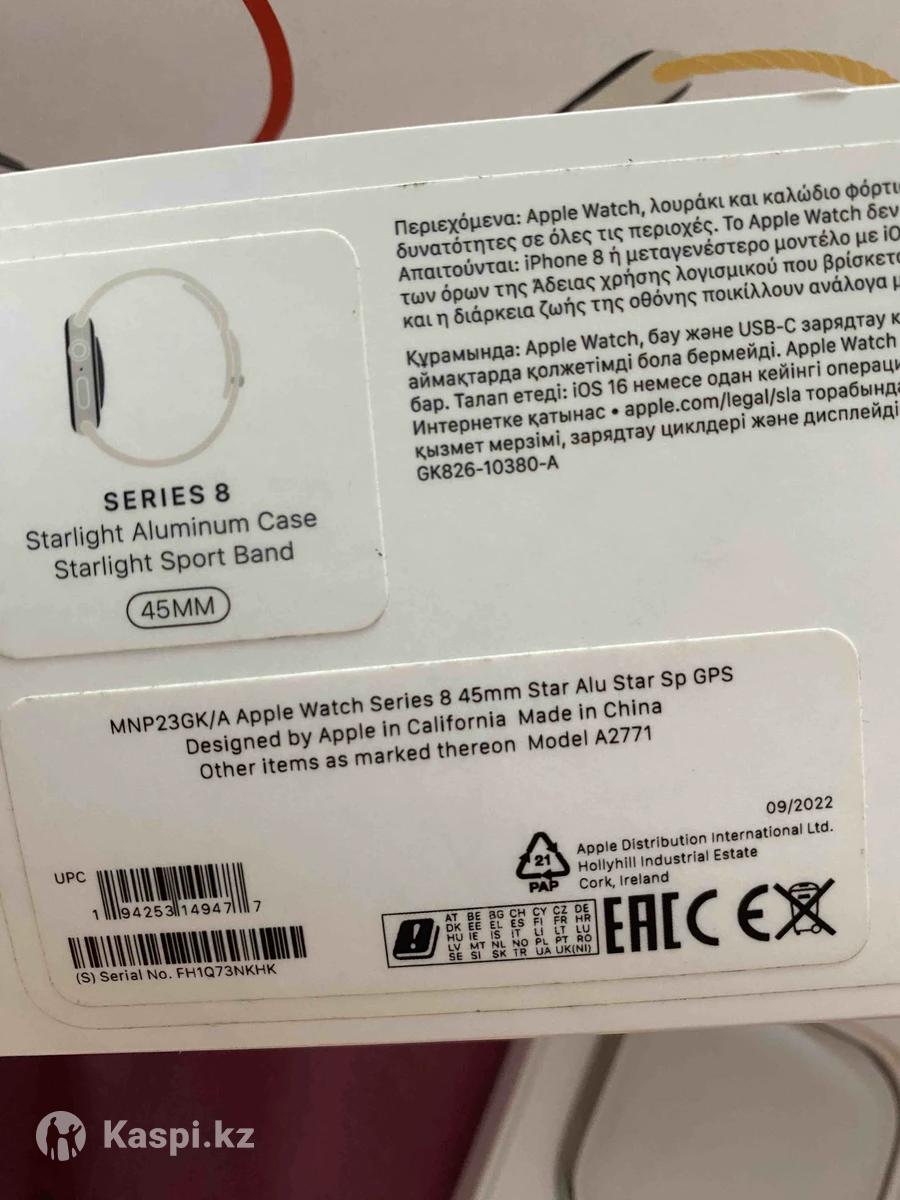 Περιεχόμενα: Apple Watch, λουράκι και καλώδιο φόρτι
δυνατότητες σε όλες τις περιοχές. Το Apple Watch δεν
Απαιτούνται: iPhone 8 ή μεταγενέστερο μοντέλο με iO
των όρων της Άδειας χρήσης λογισμικού που βρίσκετα
και η διάρκεια ζωής της οθόνης ποικίλλουν ανάλογα μ
Құрамында: Apple Watch, бау және USB-C зарядтау к
аймақтарда қолжетімді бола бермейді. Apple Watch
бар. Талап етеді: iOS 16 немесе одан кейінгі операци
Интернетке қатынас • apple.com/legal/sla торабында
қызмет мерзімі, зарядтау циклдері және дисплейді
GK826-10380-A
SERIES 8
Starlight Aluminum Case
Starlight Sport Band
45MM
MNP23GK/A Apple Watch Series 8 45mm Star Alu Star Sp GPS
Designed by Apple in California Made in China
Other items as marked thereon Model A2771
09/2022
Apple Distribution International Ltd.
Hollyhill Industrial Estate
Cork, Ireland
21
PAP
UPC
1 94253 14947 7
(S) Serial No. FH1Q73NKHK
AT BE BG CH CY CZ DE
DK EE EL ES FI FR HR
HU IE IS IT LI LT LU
LV MT NL NO PL PT RO
SE SI SK TR UA UK(NI)
EAC CE
Kaspi.kz